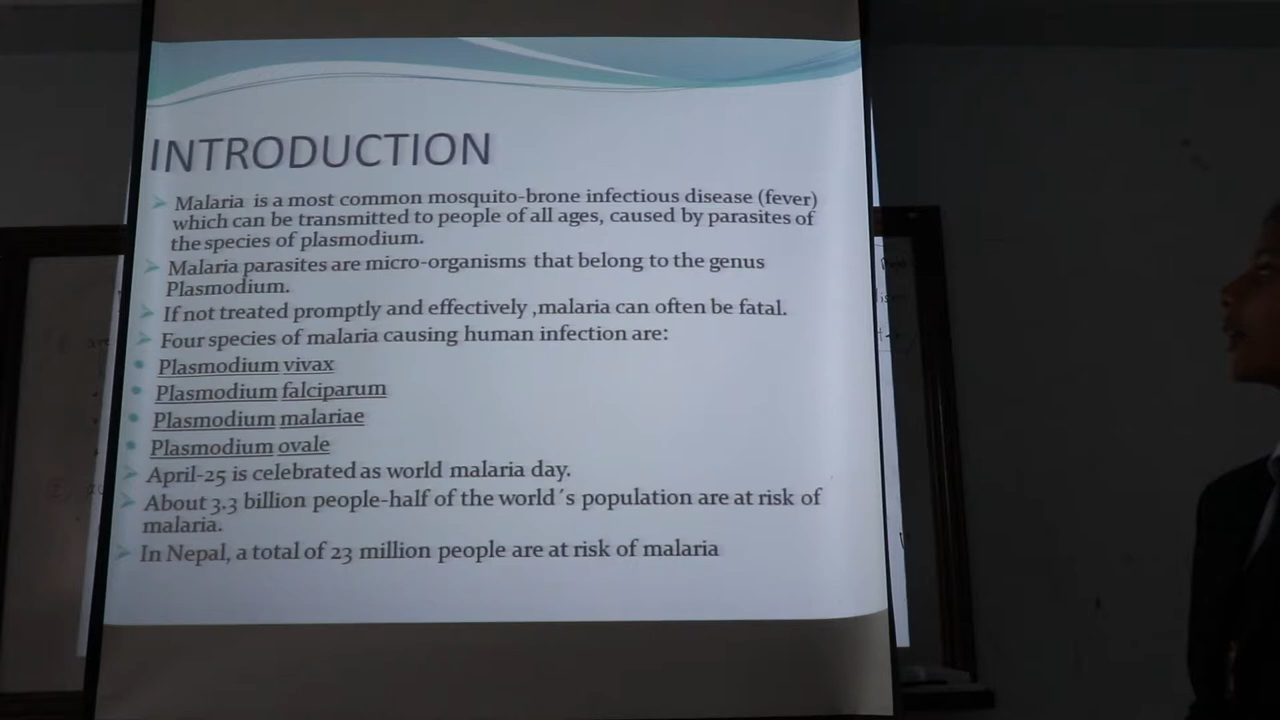 INTRODUCTION
Malaria is a most common mosquito-brone infectious disease (fever)
which can be transmitted to people of all ages, caused by parasites of
the species of plasmodium.
Malaria parasites are micro-organisms that belong to the genus
Plasmodium.
If not treated promptly and effectively ,malaria can often be fatal.
Four species of malaria causing human infection are:
Plasmodium vivax
Plasmodium falciparum
Plasmodium malariae
Plasmodium ovale
April-25 is celebrated as world malaria day.
About 3.3 billion people-half of the world´s population are at risk of
malaria.
In Nepal, a total of 23 million people are at risk of malaria